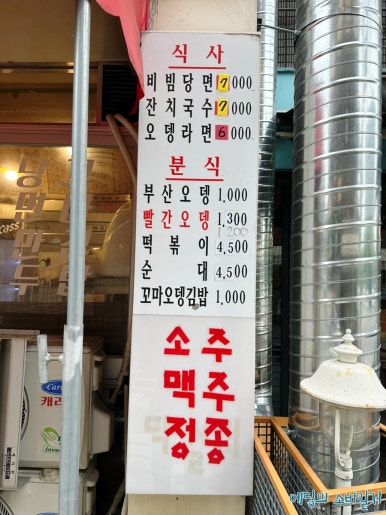 식사
비빔당면 7,000
잔치국수 7,000
오뎅라면 6,000
분식
부산오뎅 1,000
빨간오뎅 1,300
1,200
떡볶이 4,500
순대 4,500
꼬마오뎅김밥 1,000
소주
맥주
정종
Carrier
캐리